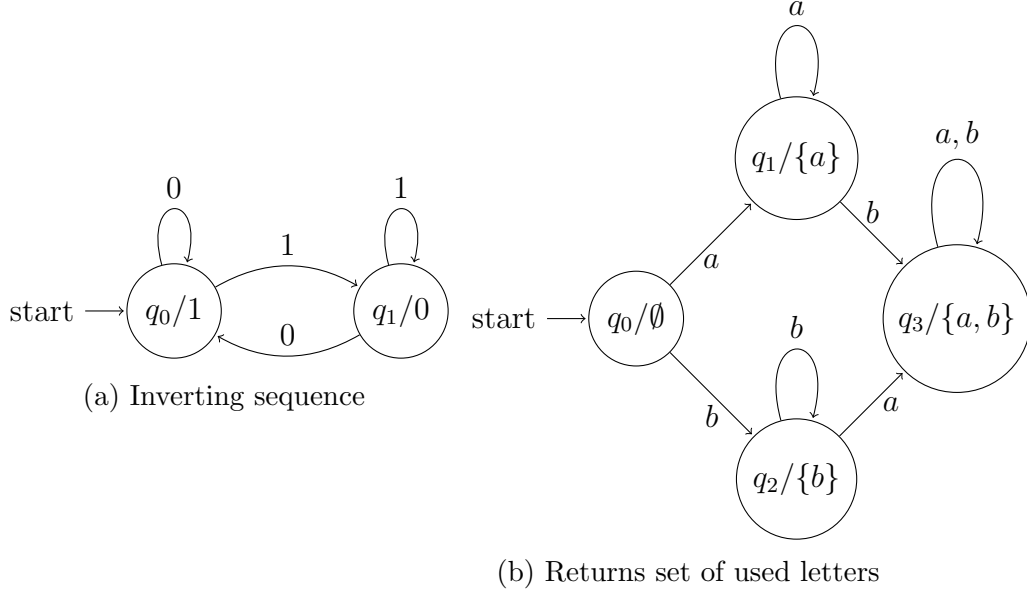 0
1
1
start
q₀/1
q₁/0
0
(a) Inverting sequence
a
q₁/{a}
a, b
b
a
start
q₀/∅
q₃/{a, b}
b
b
a
q₂/{b}
(b) Returns set of used letters